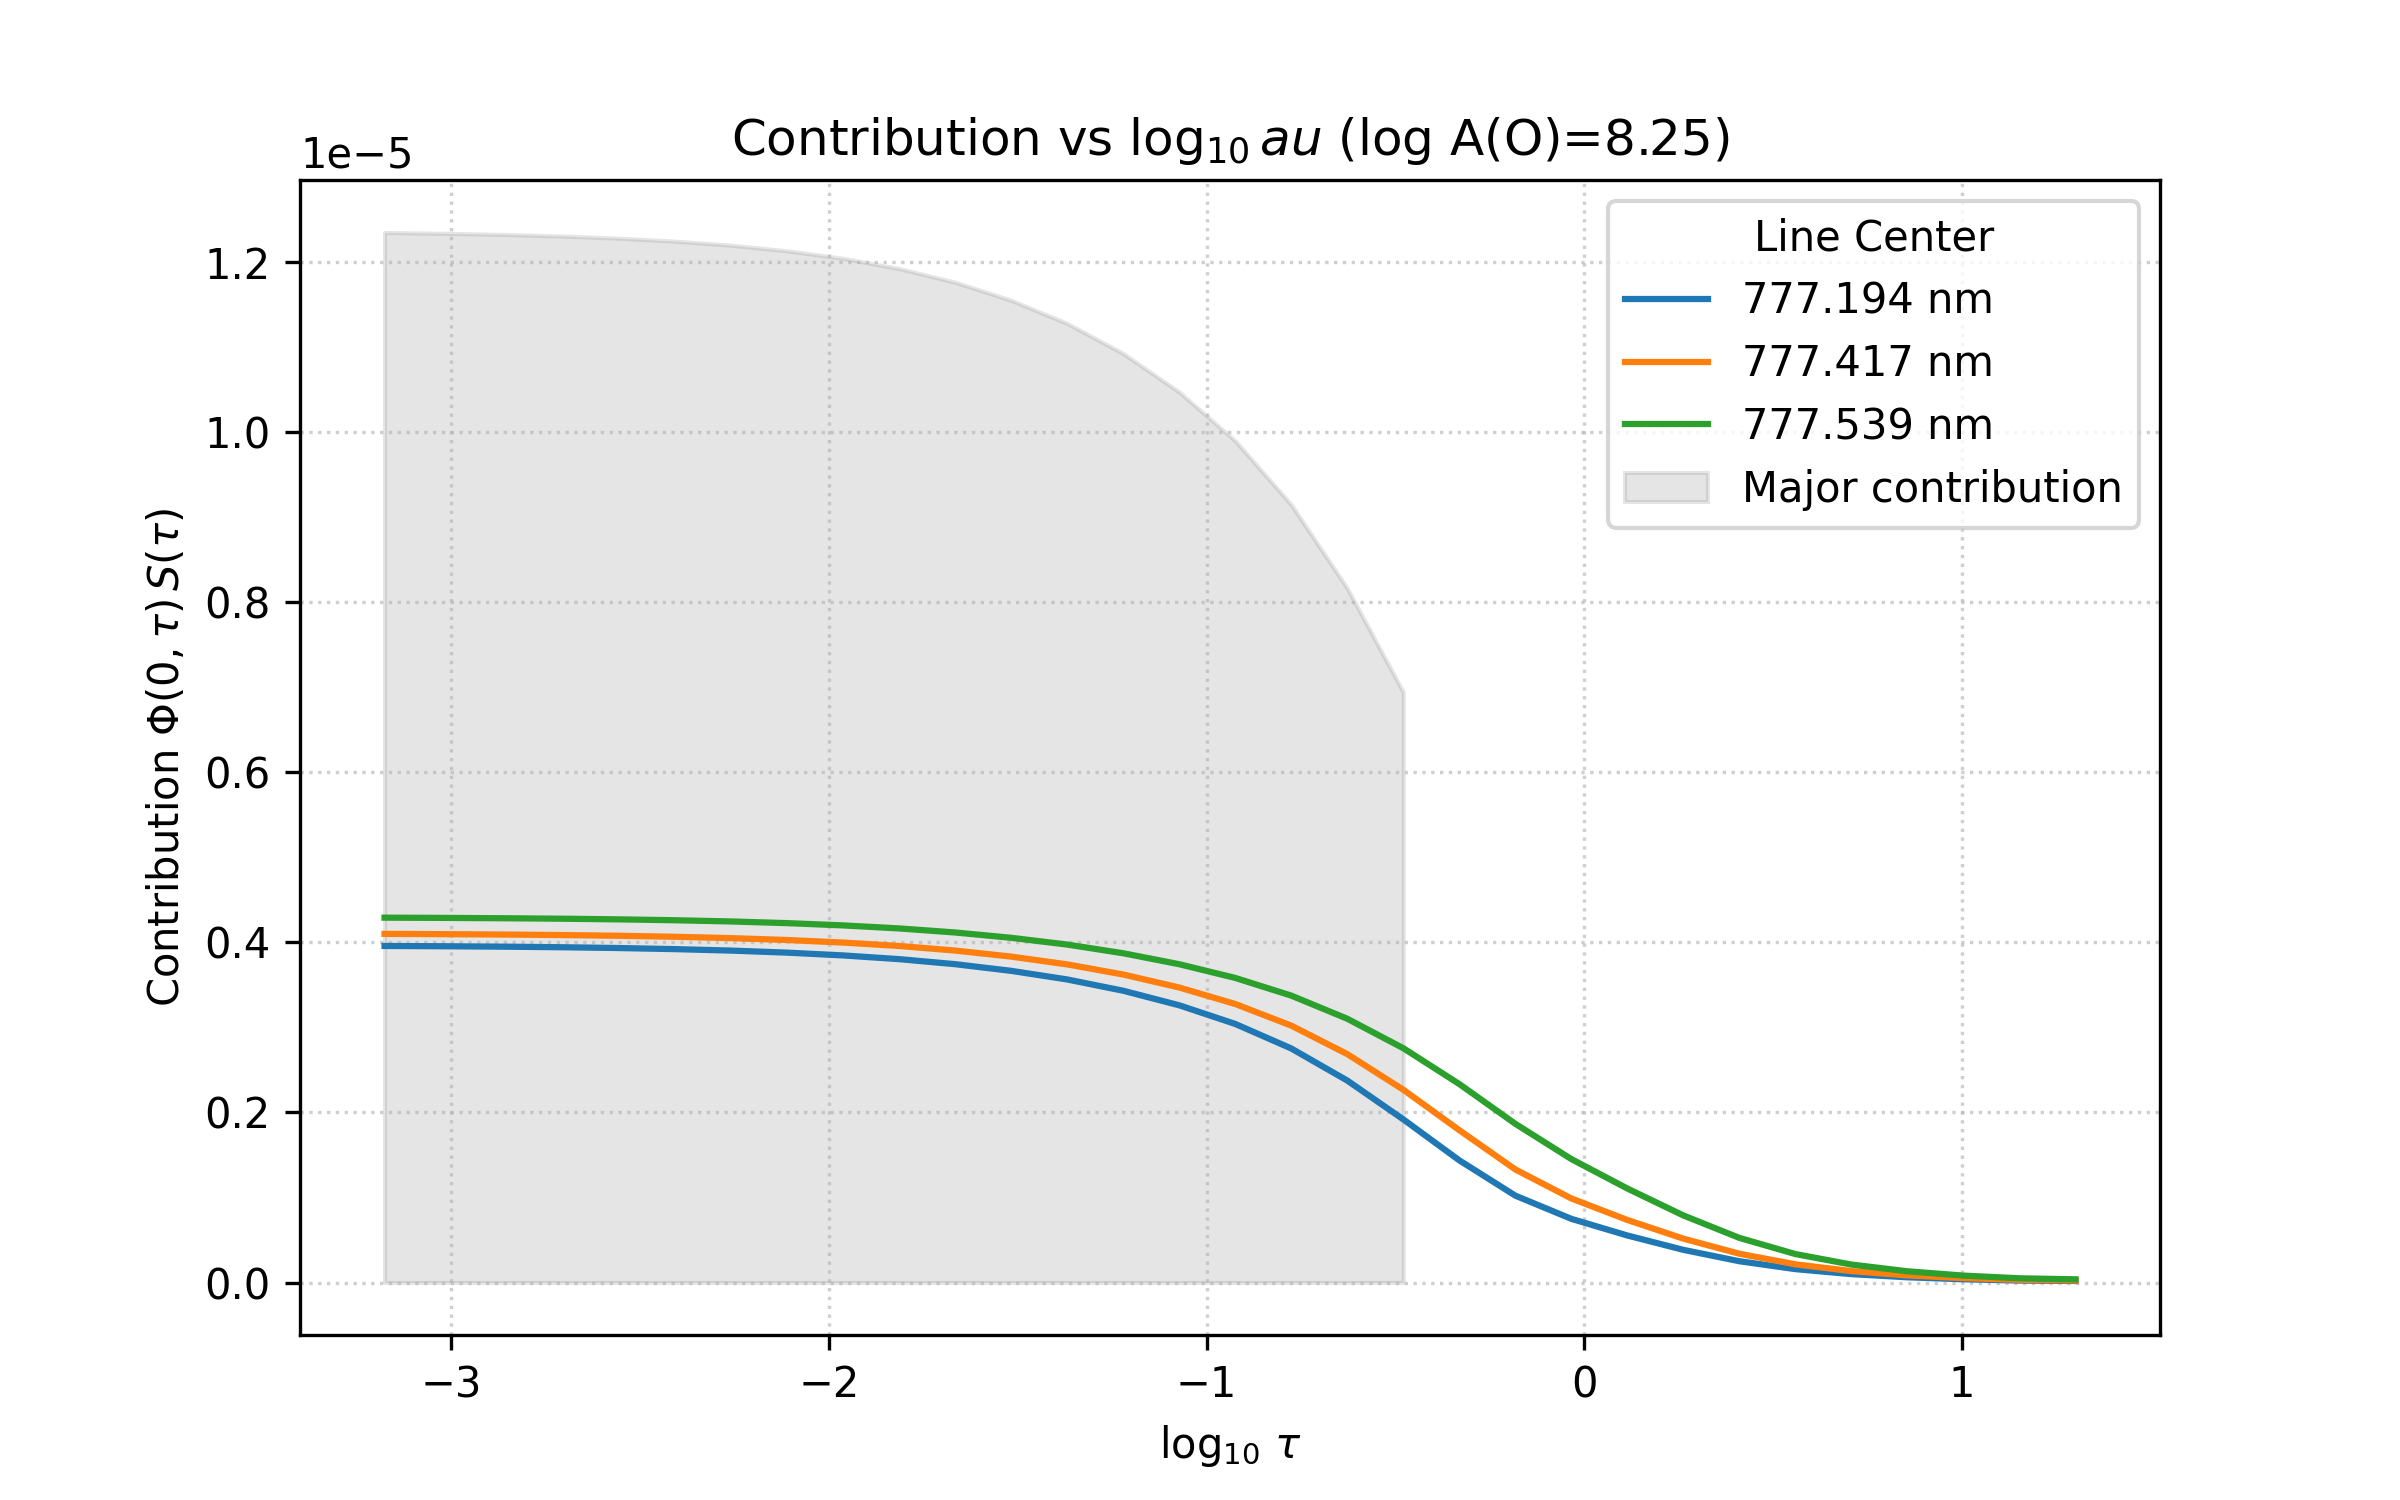 Contribution vs log₁₀ au (log A(O)=8.25)
1e−5
Line Center
777.194 nm
777.417 nm
777.539 nm
Major contribution
Contribution Φ(0, τ) S(τ)
1.2
1.0
0.8
0.6
0.4
0.2
0.0
−3 −2 −1 0 1
log₁₀ τ